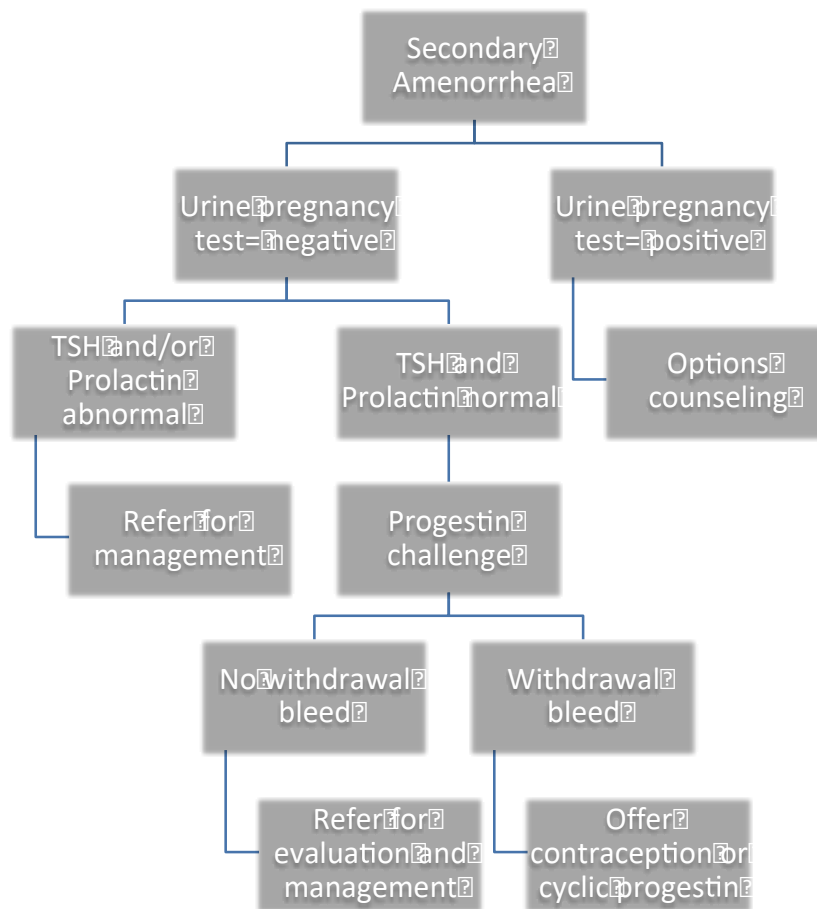 Secondary
Amenorrhea
Urine pregnancy
test= negative
Urine pregnancy
test= positive
TSH and/or
Prolactin
abnormal
TSH and
Prolactin normal
Options
counseling
Refer for
management
Progestin
challenge
No withdrawal
bleed
Withdrawal
bleed
Refer for
evaluation and
management
Offer
contraception or
cyclic progestin